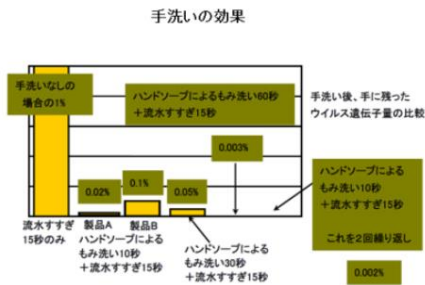 手洗いの効果
手洗いなしの
場合の1%
ハンドソープによるもみ洗い60秒
+流水すすぎ15秒
手洗い後、手に残った
ウイルス遺伝子量の比較
0.003%
ハンドソープによる
もみ洗い10秒
+流水すすぎ15秒
これを2回繰り返し
0.02%
0.1%
0.05%
流水すすぎ
15秒のみ
製品A
製品B
ハンドソープによる
もみ洗い10秒
+流水すすぎ15秒
ハンドソープによる
もみ洗い30秒
+流水すすぎ15秒
0.002%